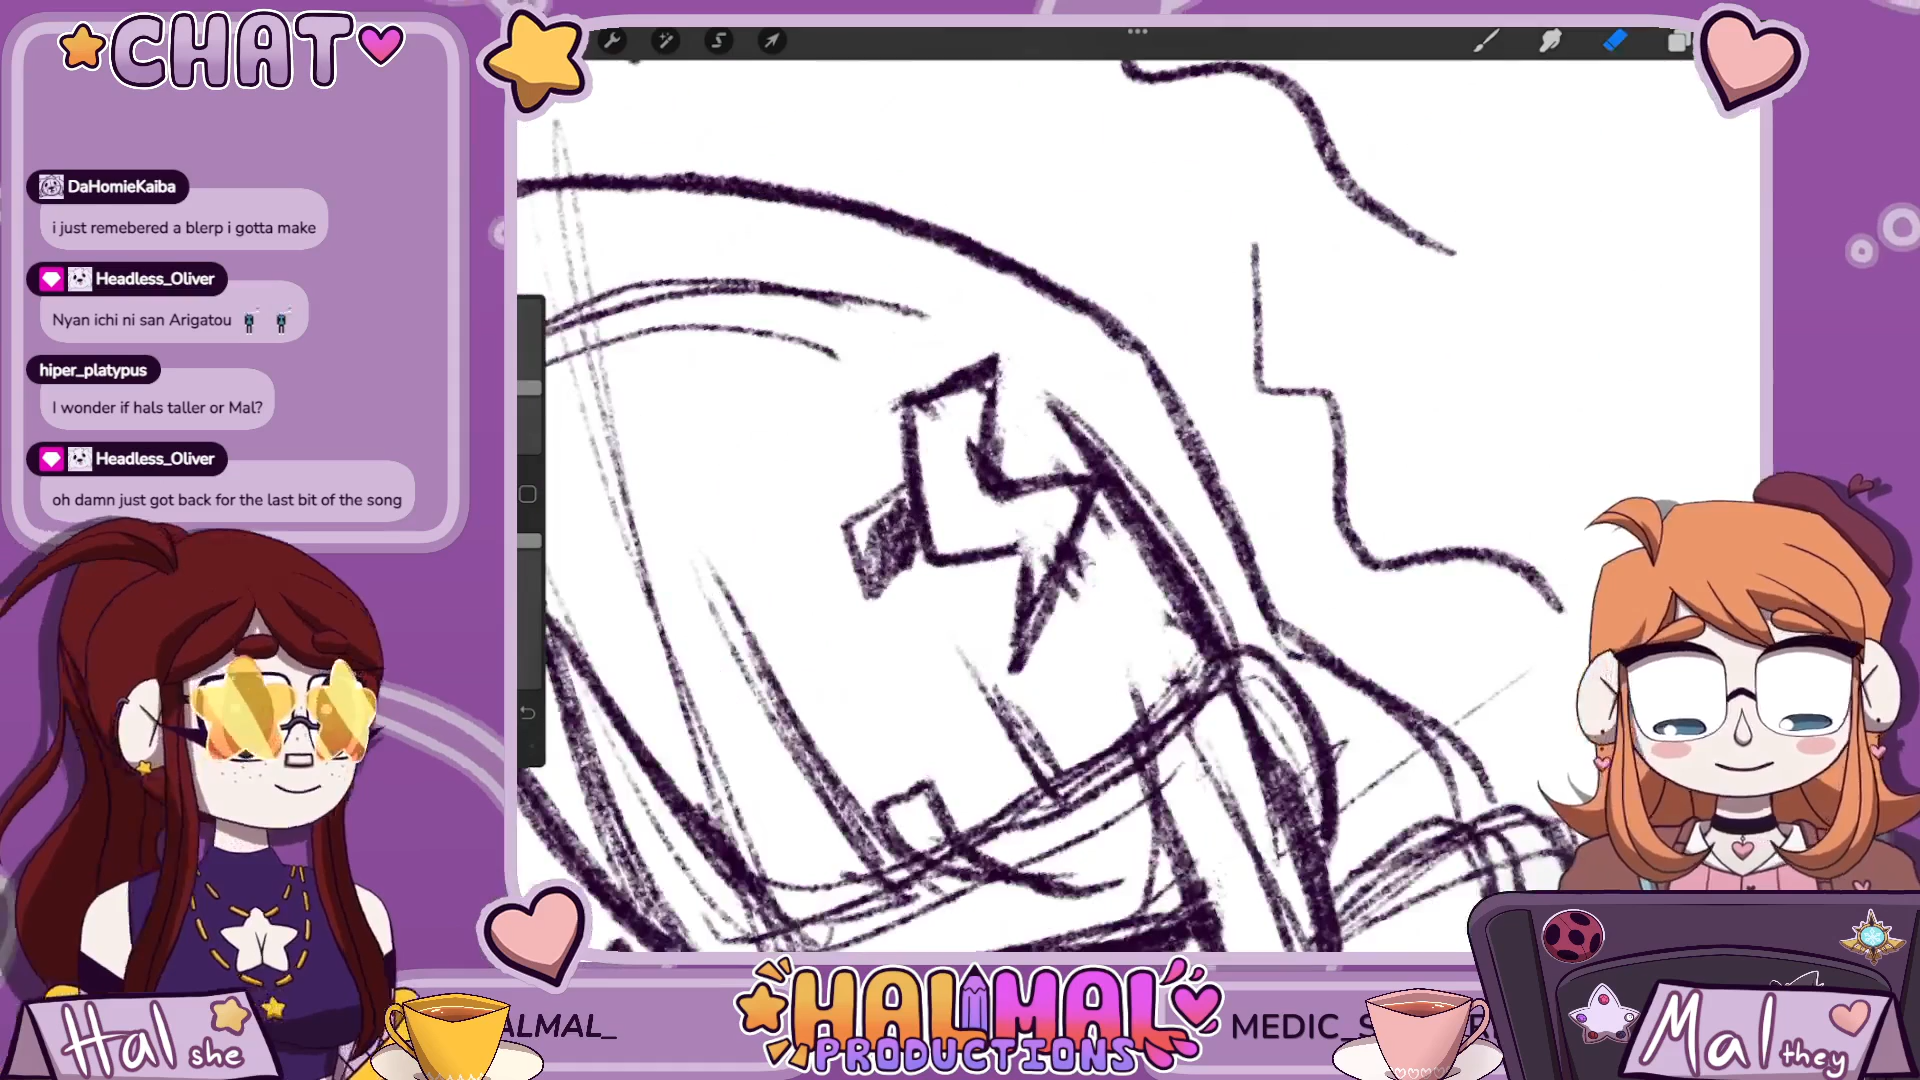 CHAT
DaHomieKaiba
i just remebered a blerp i gotta make
Headless_Oliver
Nyan ichi ni san Arigatou
hiper_platypus
I wonder if hals taller or Mal?
Headless_Oliver
oh damn just got back for the last bit of the song
Hal she
ALMAL_
HALMAL
PRODUCTIONS
MEDIC_S
Mal they